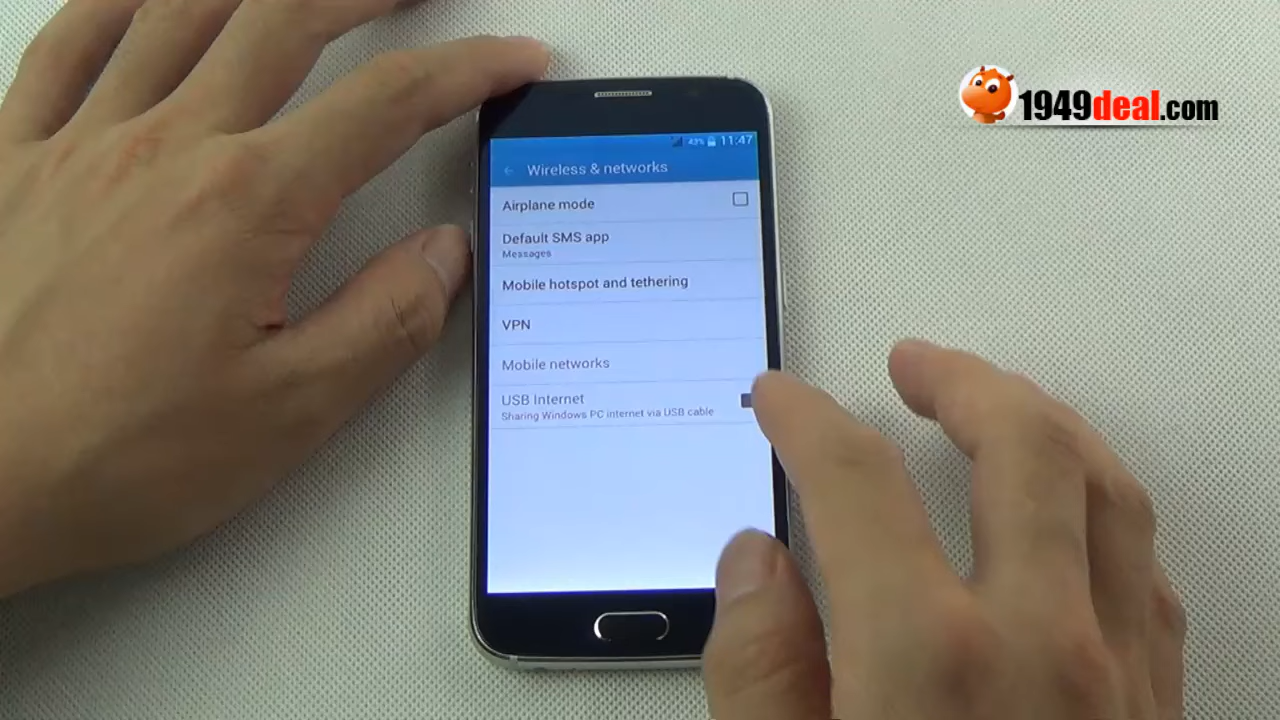 1949deal.com
43% 11:47
Wireless & networks
Airplane mode
Default SMS app
Messages
Mobile hotspot and tethering
VPN
Mobile networks
USB Internet
Sharing Windows PC internet via USB cable